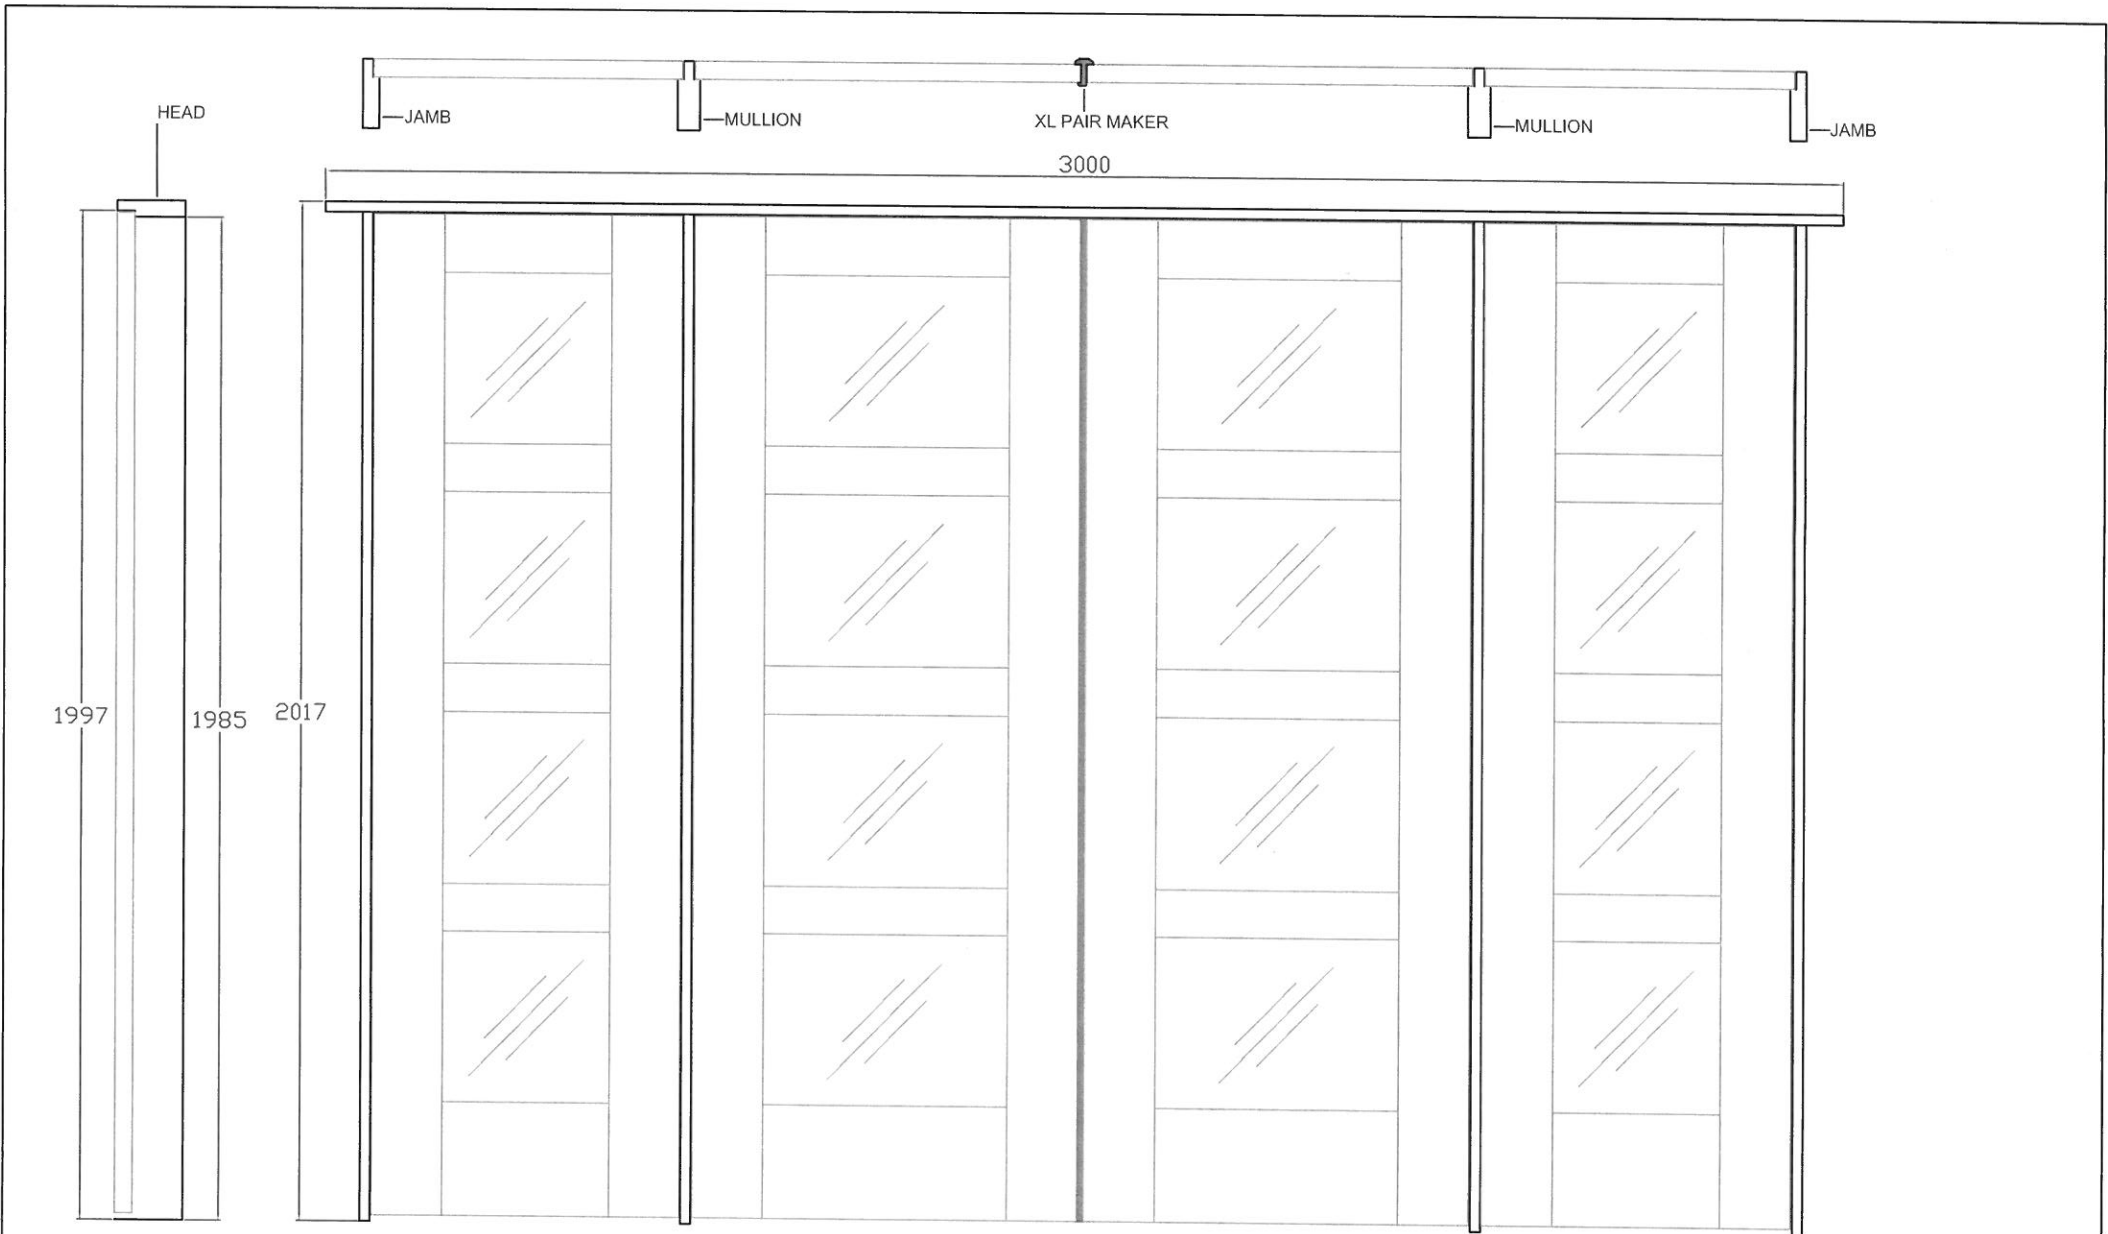 HEAD
JAMB
MULLION
XL PAIR MAKER
MULLION
JAMB
3000
1997
1985
2017